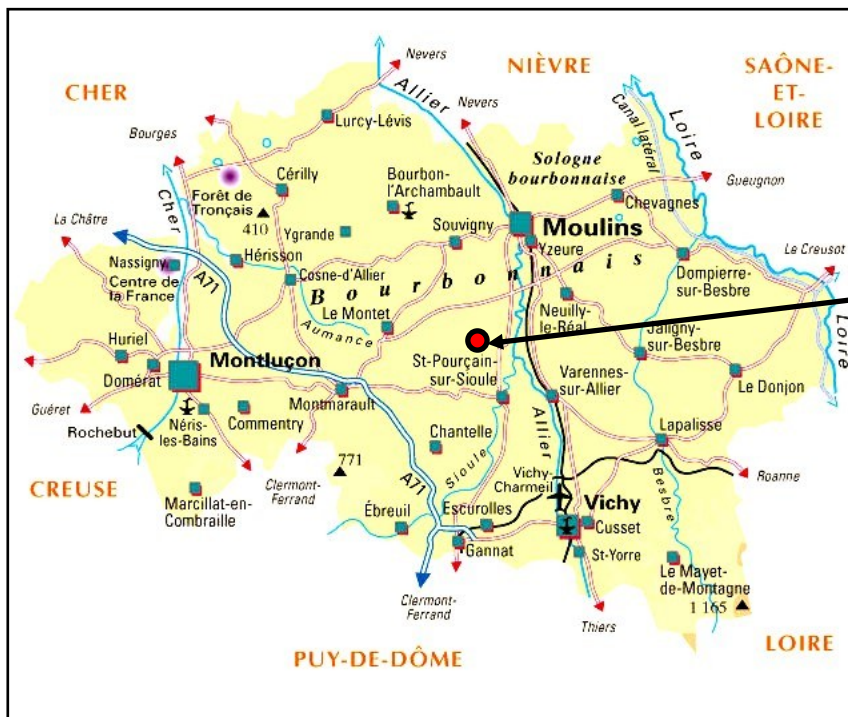 Nevers
NIÈVRE
SAÔNE-
ET-
LOIRE
CHER
Allier
Nevers
Canal latéral
Loire
Lurcy-Lévis
Bourges
Sologne
bourbonnaise
Cérilly
Bourbon-
l'Archambault
Gueugnon
Chevagnes
Forêt de
Tronçais
410
Cher
La Châtre
Ygrande
Souvigny
Moulins
Yzeure
Le Creusot
Nassigny
Centre de
la France
A71
Hérisson
Cosne-d'Allier
Bourbonnais
Dompierre-
sur-Besbre
Le Montet
Aumance
Neuilly-
le-Réal
Loire
Jaligny-
sur-Besbre
Huriel
Montluçon
St-Pourçain-
sur-Sioule
Domérat
Varennes-
sur-Allier
Le Donjon
Guéret
Montmarault
Néris-
les-Bains
Commentry
Rochebut
Allier
Chantelle
Lapalisse
771
Sioule
Clermont-
Ferrand
A71
Vichy-
Charmeil
Roanne
CREUSE
Marcillat-en-
Combraille
Besbre
Vichy
Ébreuil
Escurolles
Cusset
Gannat
St-Yorre
Le Mayet-
de-Montagne
1 165
Clermont-
Ferrand
Thiers
PUY-DE-DÔME
LOIRE